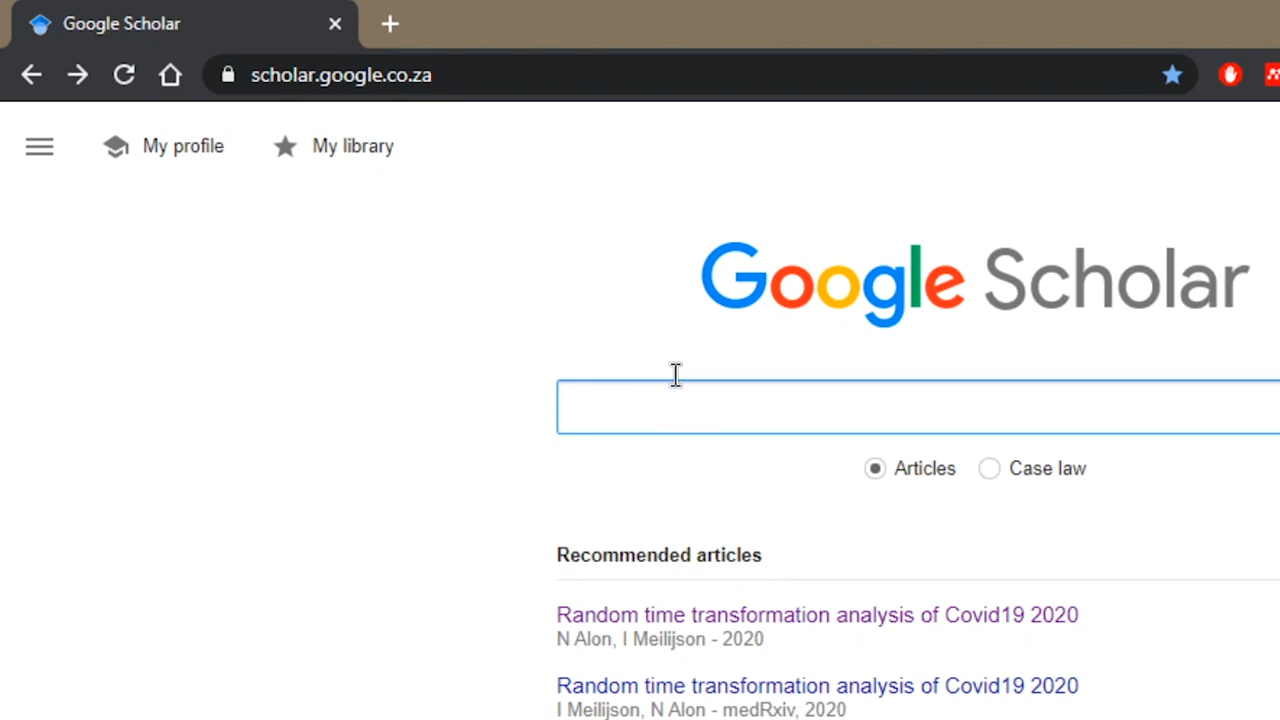 Google Scholar
scholar.google.co.za
My profile
My library
Google Scholar
Articles
Case law
Recommended articles
Random time transformation analysis of Covid19 2020
N Alon, I Meilijson - 2020
Random time transformation analysis of Covid19 2020
I Meilijson, N Alon - medRxiv, 2020